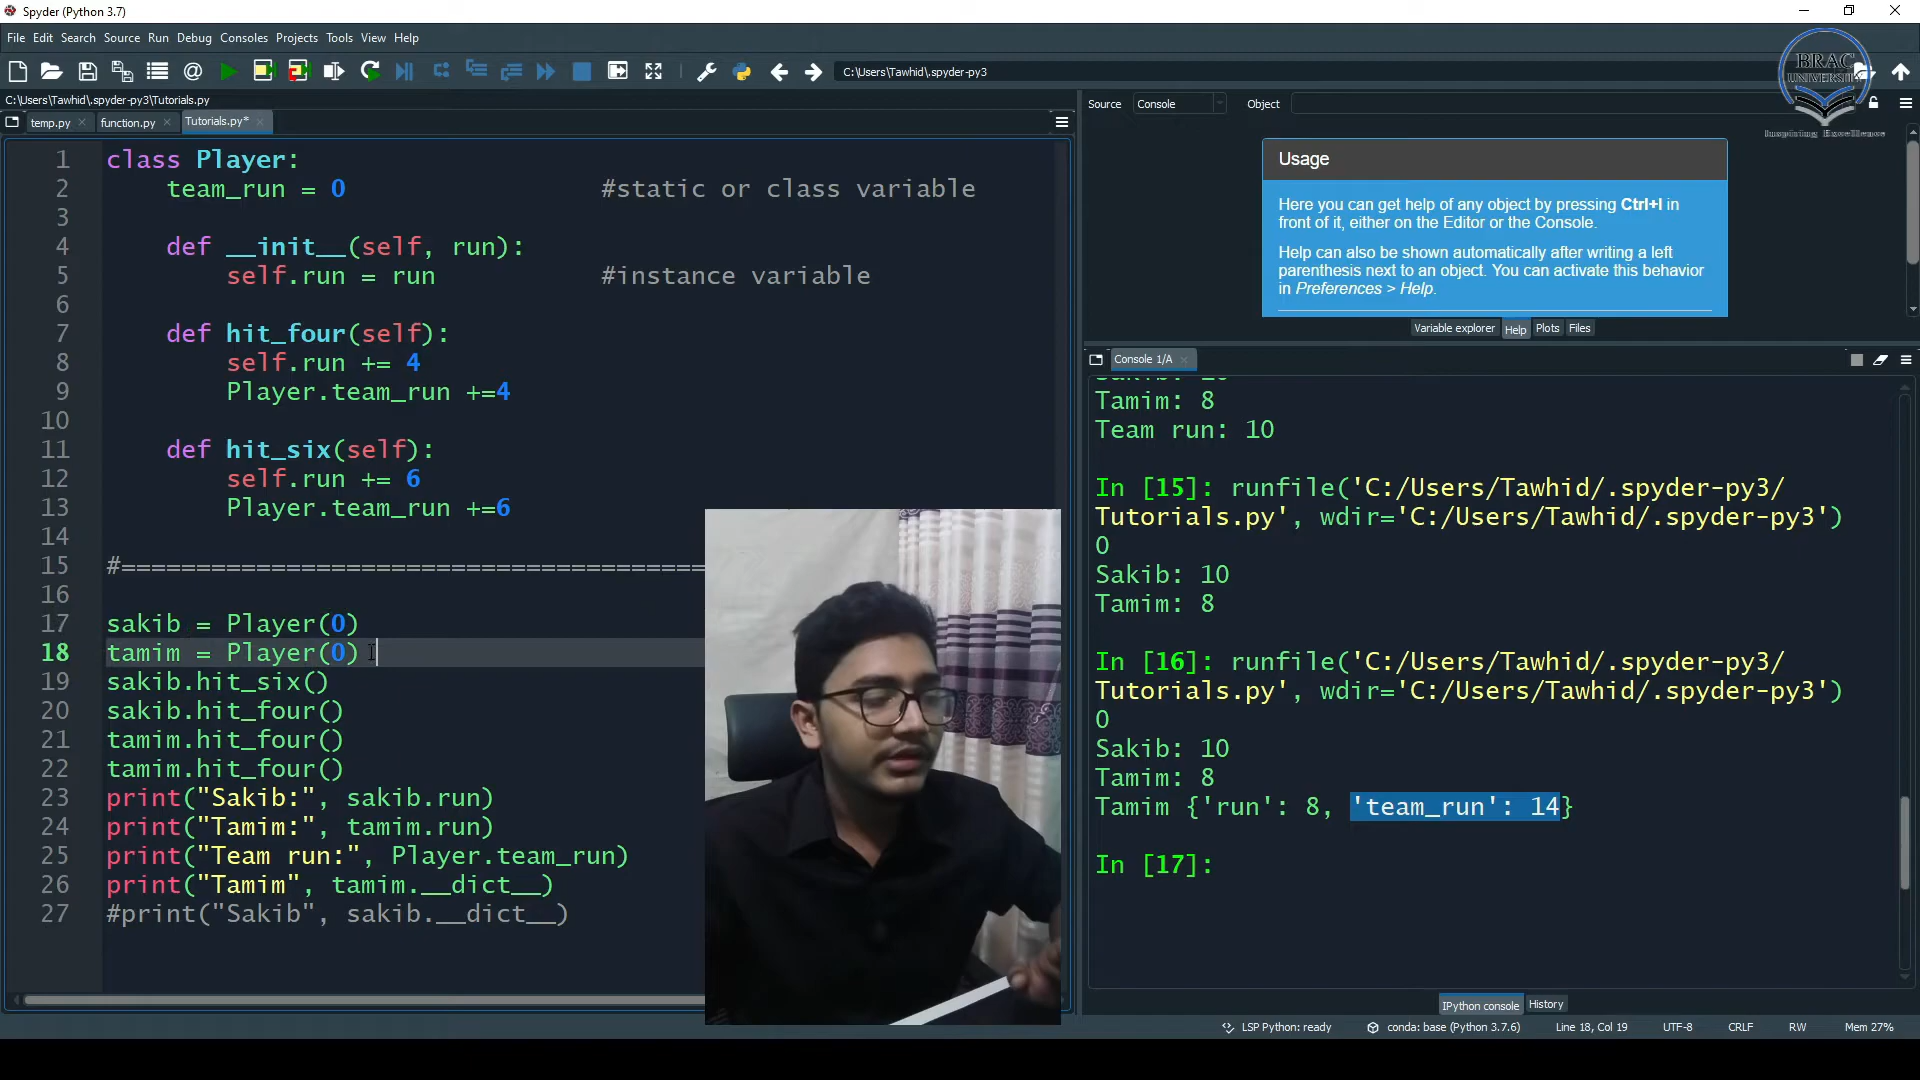 Spyder (Python 3.7)
File Edit Search Source Run Debug Consoles Projects Tools View Help
C:\Users\Tawhid\.spyder-py3
BRAC
UNIVERSITY
Inspiring Excellence
C:\Users\Tawhid\.spyder-py3\Tutorials.py
temp.py function.py Tutorials.py*
1 class Player:
2 team_run = 0 #static or class variable
3
4 def __init__(self, run):
5 self.run = run #instance variable
6
7 def hit_four(self):
8 self.run += 4
9 Player.team_run +=4
10
11 def hit_six(self):
12 self.run += 6
13 Player.team_run +=6
14
15 #=======================================
16
17 sakib = Player(0)
18 tamim = Player(0)
19 sakib.hit_six()
20 sakib.hit_four()
21 tamim.hit_four()
22 tamim.hit_four()
23 print("Sakib:", sakib.run)
24 print("Tamim:", tamim.run)
25 print("Team run:", Player.team_run)
26 print("Tamim", tamim.__dict__)
27 #print("Sakib", sakib.__dict__)
Source Console Object
Usage
Here you can get help of any object by pressing Ctrl+I in
front of it, either on the Editor or the Console.
Help can also be shown automatically after writing a left
parenthesis next to an object. You can activate this behavior
in Preferences > Help.
Variable explorer Help Plots Files
Console 1/A
Tamim: 8
Team run: 10
In [15]: runfile('C:/Users/Tawhid/.spyder-py3/
Tutorials.py', wdir='C:/Users/Tawhid/.spyder-py3')
0
Sakib: 10
Tamim: 8
In [16]: runfile('C:/Users/Tawhid/.spyder-py3/
Tutorials.py', wdir='C:/Users/Tawhid/.spyder-py3')
0
Sakib: 10
Tamim: 8
Tamim {'run': 8, 'team_run': 14}
In [17]:
IPython console History
LSP Python: ready conda: base (Python 3.7.6) Line 18, Col 19 UTF-8 CRLF RW Mem 27%